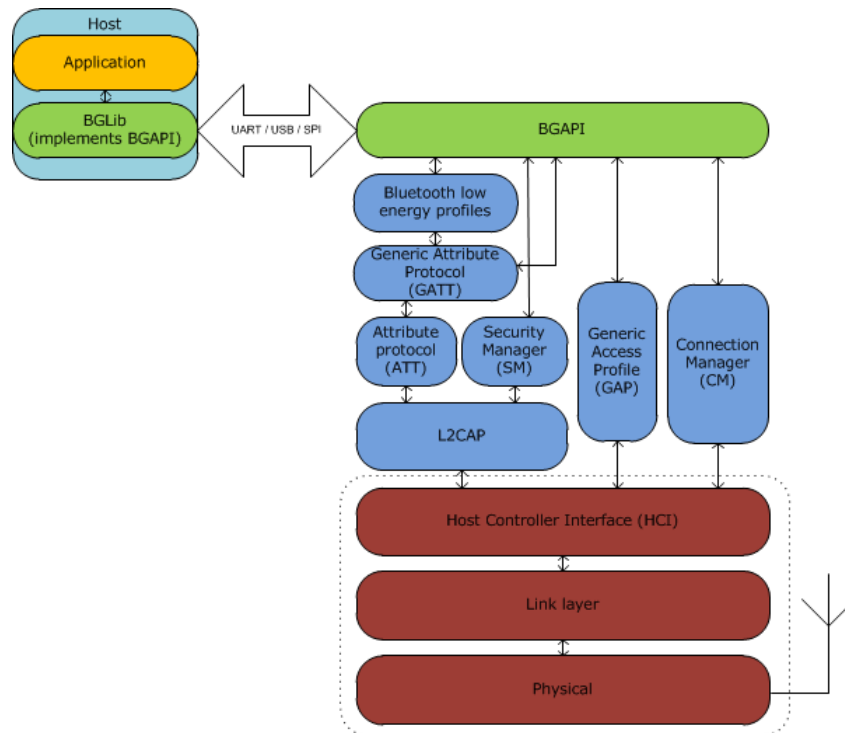 Host
Application
BGLib
(implements BGAPI)
UART / USB / SPI
BGAPI
Bluetooth low
energy profiles
Generic Attribute
Protocol
(GATT)
Attribute
protocol
(ATT)
Security
Manager
(SM)
Generic
Access
Profile
(GAP)
Connection
Manager
(CM)
L2CAP
Host Controller Interface (HCI)
Link layer
Physical